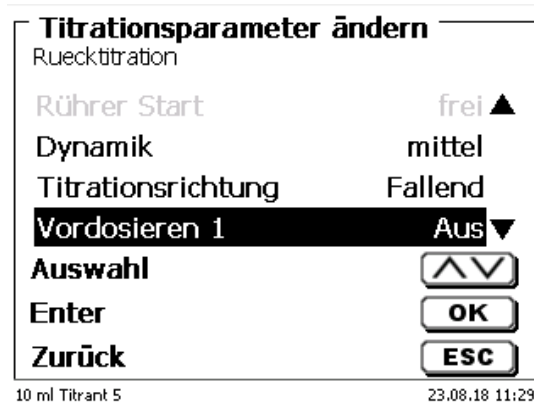 Titrationsparameter ändern
Ruecktitration
Rührer Start frei
Dynamik mittel
Titrationsrichtung Fallend
Vordosieren 1 Aus
Auswahl
Enter OK
Zurück ESC
10 ml Titrant 5 23.08.18 11:29